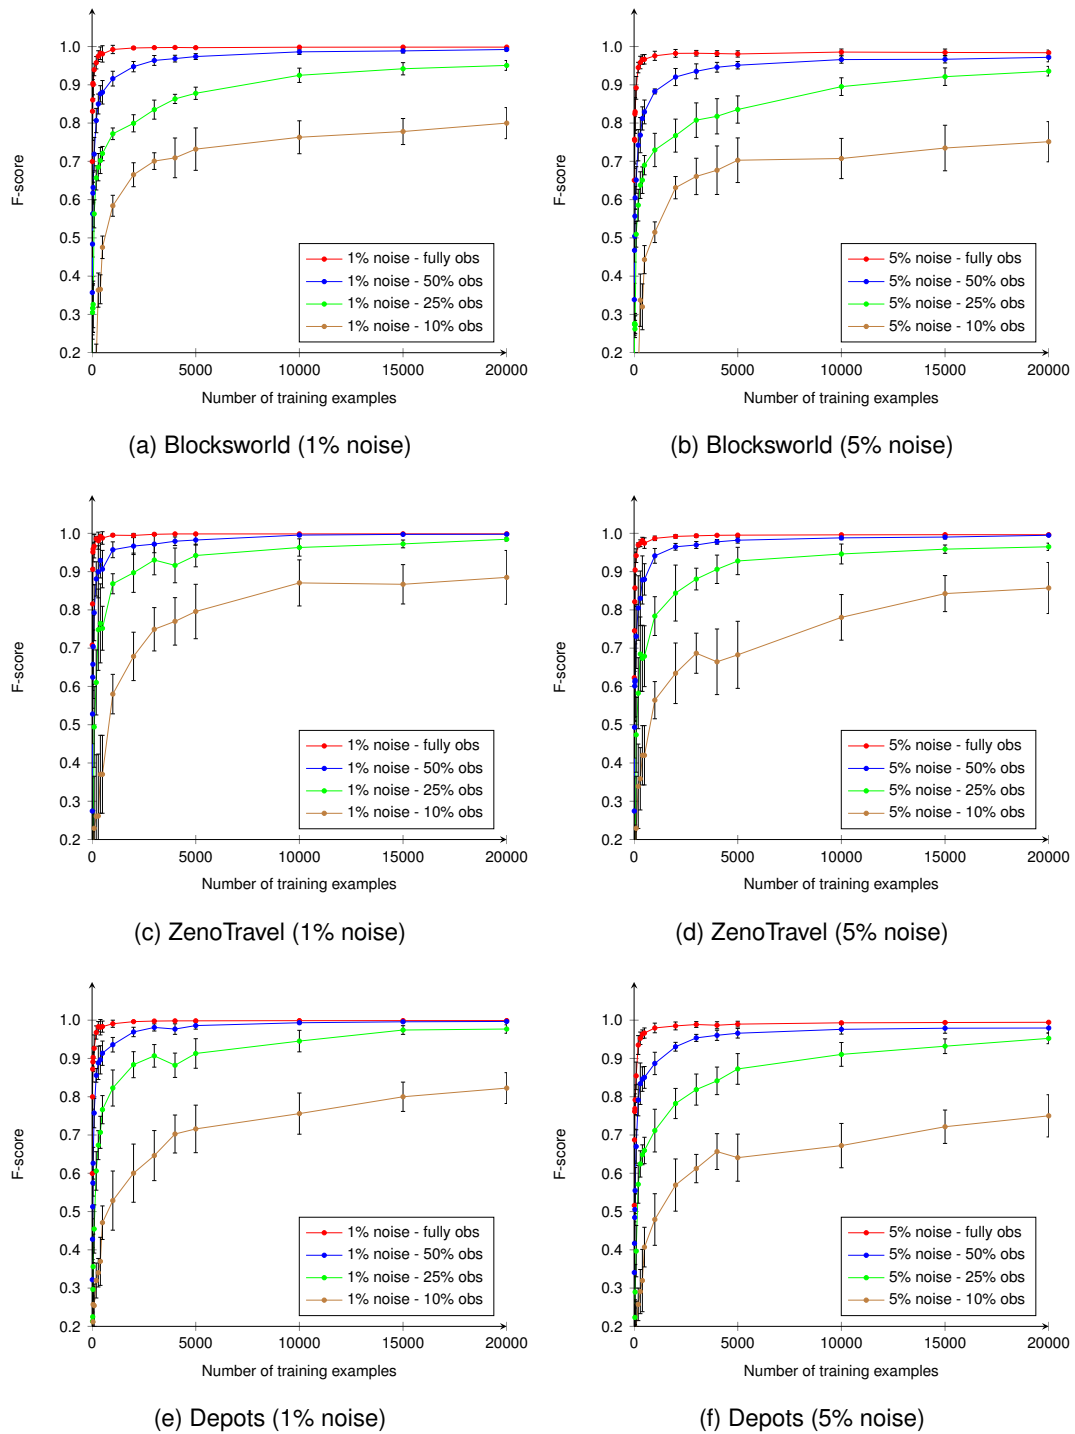 1.0
0.9
0.8
0.7
0.6
0.5
0.4
0.3
0.2
F-score
1% noise - fully obs
1% noise - 50% obs
1% noise - 25% obs
1% noise - 10% obs
0 5000 10000 15000 20000
Number of training examples
(a) Blocksworld (1% noise)
1.0
0.9
0.8
0.7
0.6
0.5
0.4
0.3
0.2
F-score
5% noise - fully obs
5% noise - 50% obs
5% noise - 25% obs
5% noise - 10% obs
0 5000 10000 15000 20000
Number of training examples
(b) Blocksworld (5% noise)
1.0
0.9
0.8
0.7
0.6
0.5
0.4
0.3
0.2
F-score
1% noise - fully obs
1% noise - 50% obs
1% noise - 25% obs
1% noise - 10% obs
0 5000 10000 15000 20000
Number of training examples
(c) ZenoTravel (1% noise)
1.0
0.9
0.8
0.7
0.6
0.5
0.4
0.3
0.2
F-score
5% noise - fully obs
5% noise - 50% obs
5% noise - 25% obs
5% noise - 10% obs
0 5000 10000 15000 20000
Number of training examples
(d) ZenoTravel (5% noise)
1.0
0.9
0.8
0.7
0.6
0.5
0.4
0.3
0.2
F-score
1% noise - fully obs
1% noise - 50% obs
1% noise - 25% obs
1% noise - 10% obs
0 5000 10000 15000 20000
Number of training examples
(e) Depots (1% noise)
1.0
0.9
0.8
0.7
0.6
0.5
0.4
0.3
0.2
F-score
5% noise - fully obs
5% noise - 50% obs
5% noise - 25% obs
5% noise - 10% obs
0 5000 10000 15000 20000
Number of training examples
(f) Depots (5% noise)